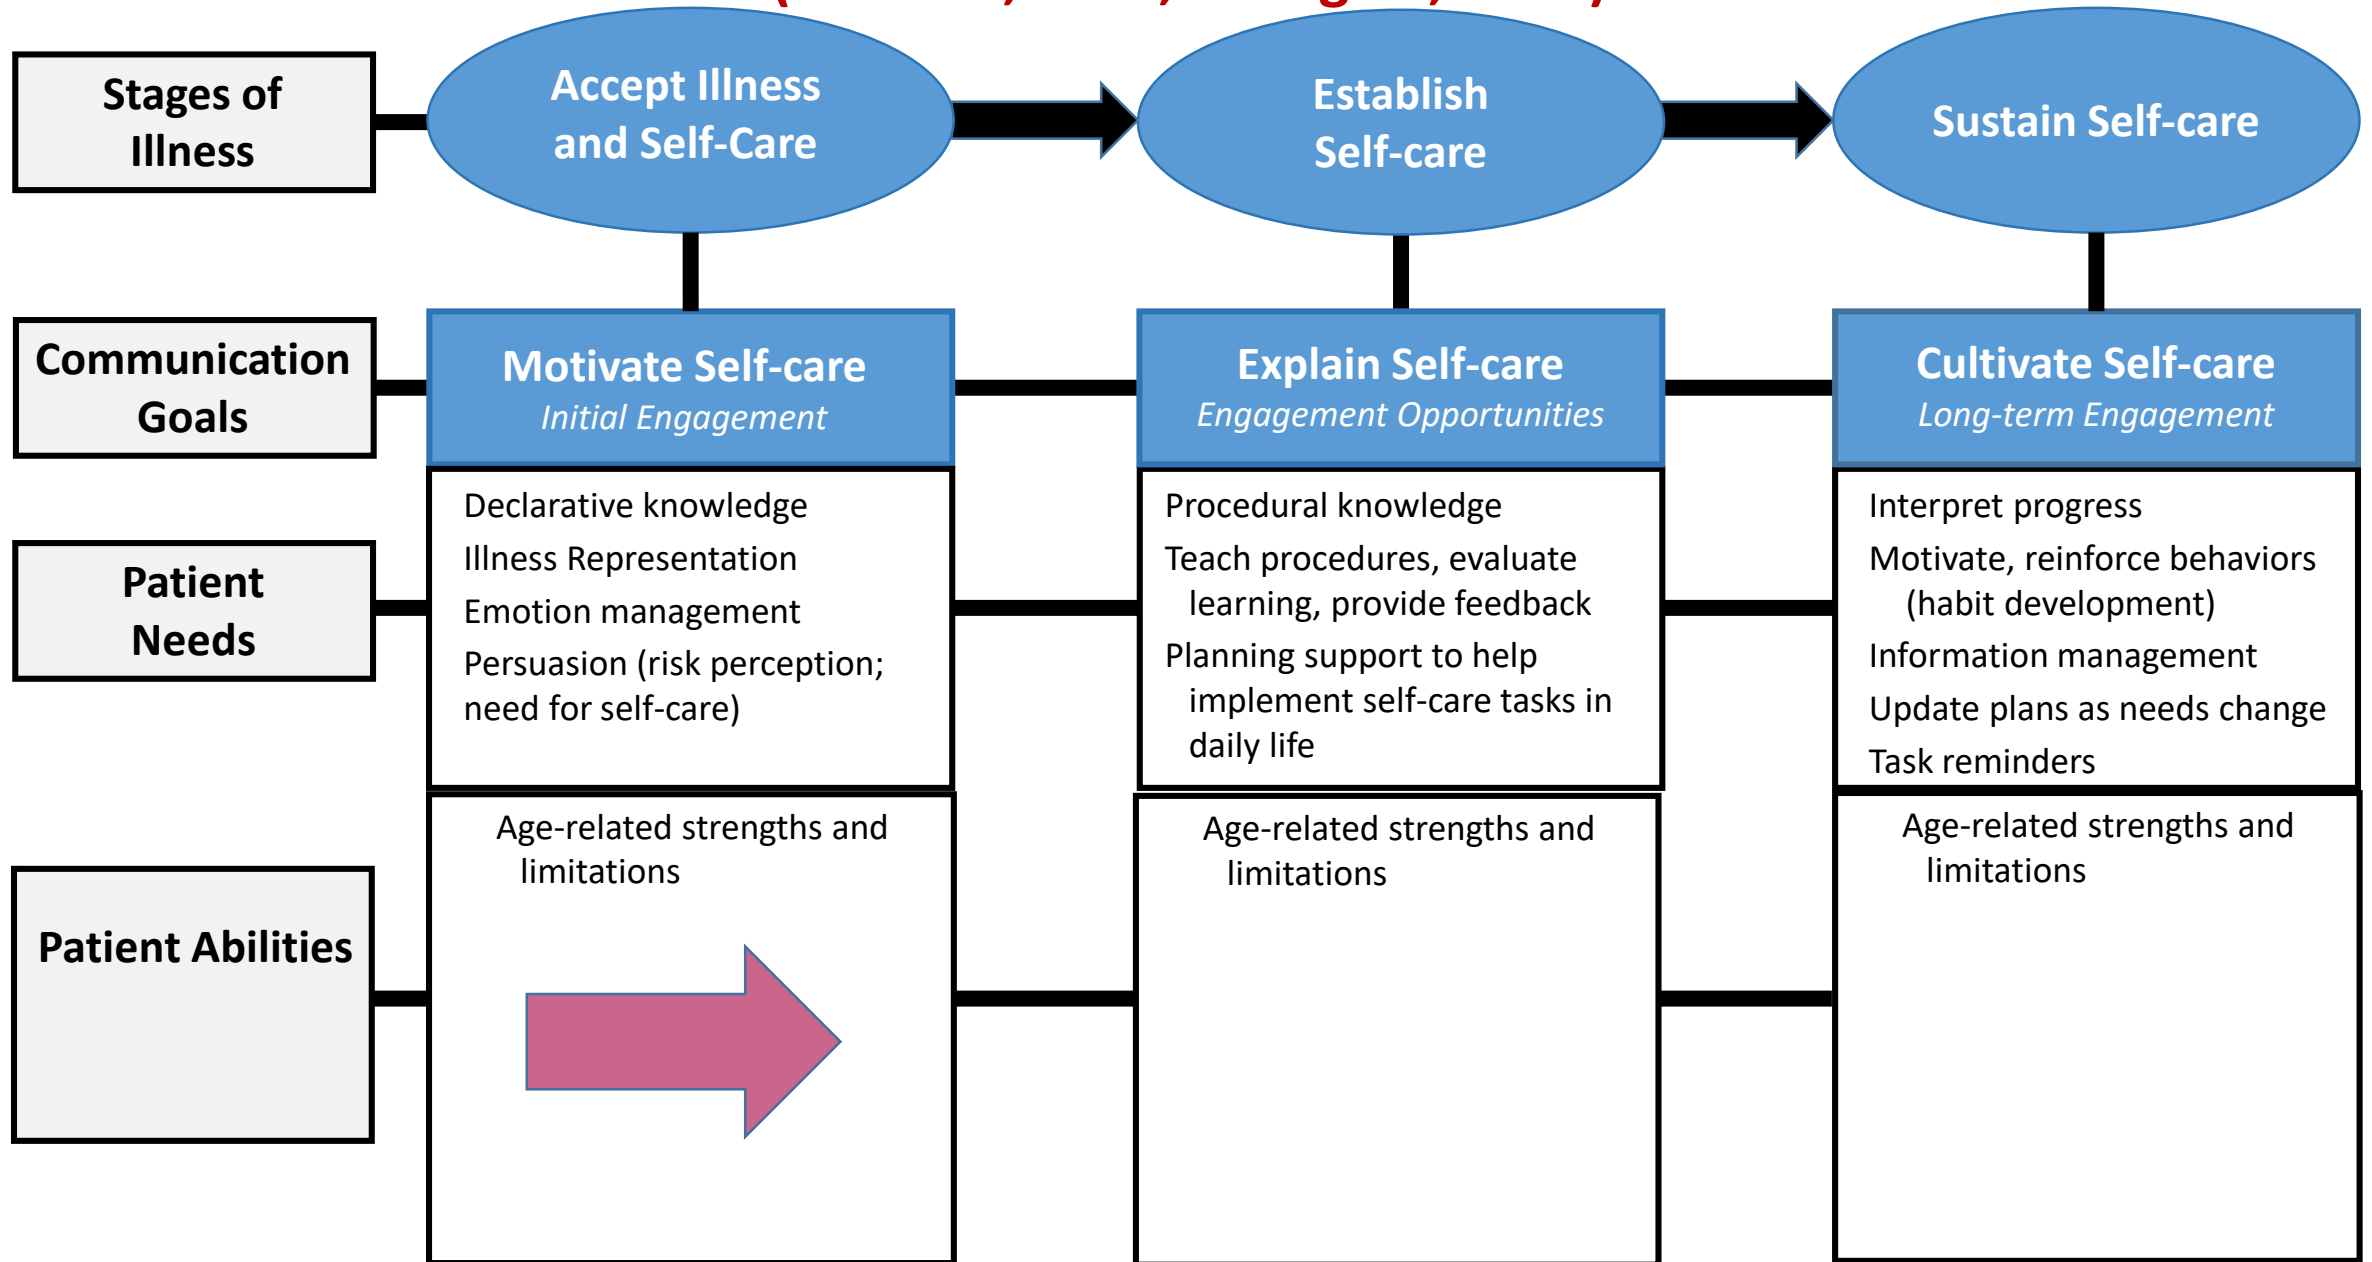 Stages of
Illness
Accept Illness
and Self-Care
Establish
Self-care
Sustain Self-care
Communication
Goals
Motivate Self-care
Initial Engagement
Explain Self-care
Engagement Opportunities
Cultivate Self-care
Long-term Engagement
Patient
Needs
Declarative knowledge
Illness Representation
Emotion management
Persuasion (risk perception;
need for self-care)
Procedural knowledge
Teach procedures, evaluate
learning, provide feedback
Planning support to help
implement self-care tasks in
daily life
Interpret progress
Motivate, reinforce behaviors
(habit development)
Information management
Update plans as needs change
Task reminders
Patient Abilities
Age-related strengths and
limitations
Age-related strengths and
limitations
Age-related strengths and
limitations